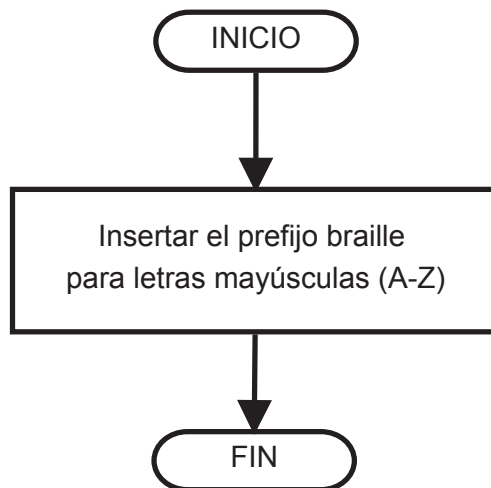 INICIO
Insertar el prefijo braille
para letras mayúsculas (A-Z)
FIN